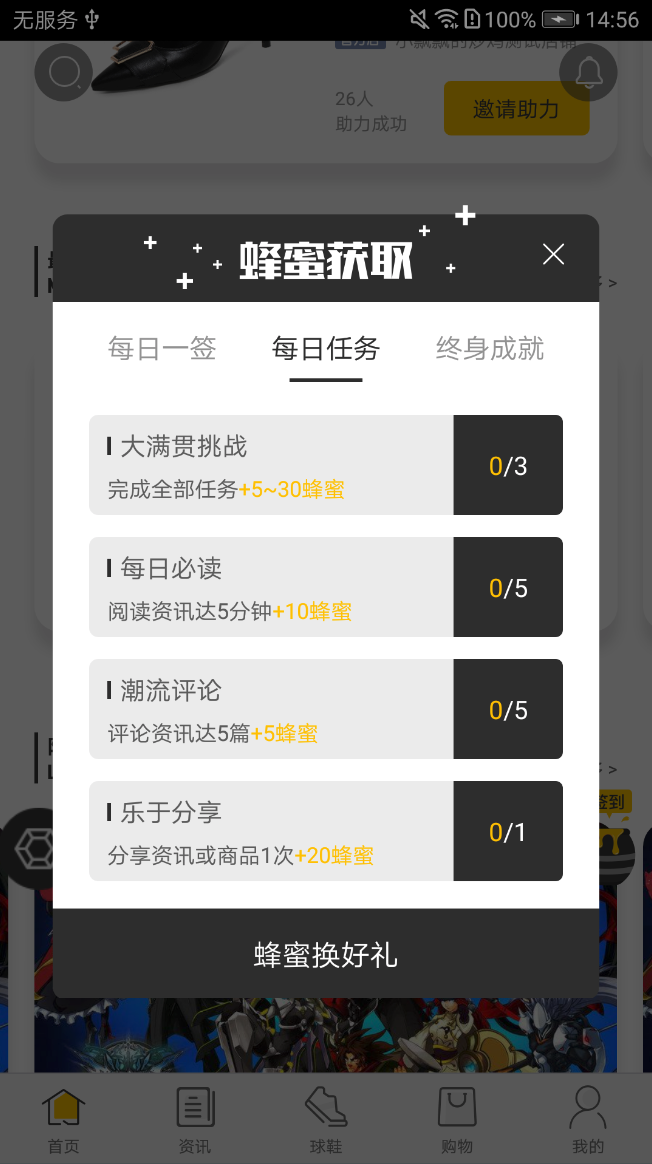 无服务 100% 14:56
26人
助力成功
邀请助力
蜂蜜获取
每日一签 每日任务 终身成就
大满贯挑战
完成全部任务+5~30蜂蜜
0/3
每日必读
阅读资讯达5分钟+10蜂蜜
0/5
潮流评论
评论资讯达5篇+5蜂蜜
0/5
乐于分享
分享资讯或商品1次+20蜂蜜
0/1
签到
蜂蜜换好礼
首页 资讯 球鞋 购物 我的